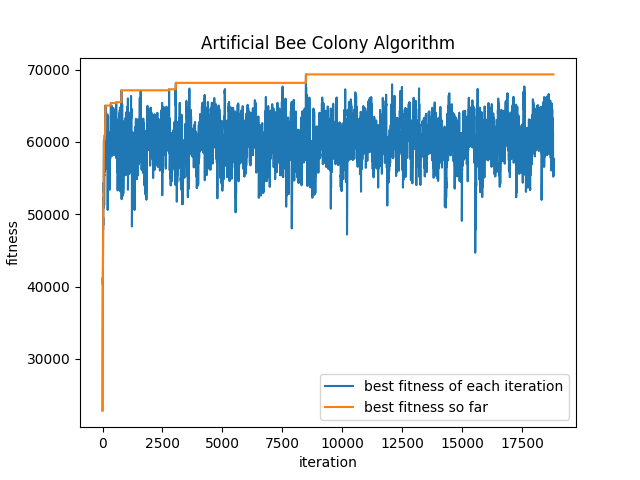 Artificial Bee Colony Algorithm
70000
60000
50000
40000
30000
fitness
0 2500 5000 7500 10000 12500 15000 17500
iteration
best fitness of each iteration
best fitness so far